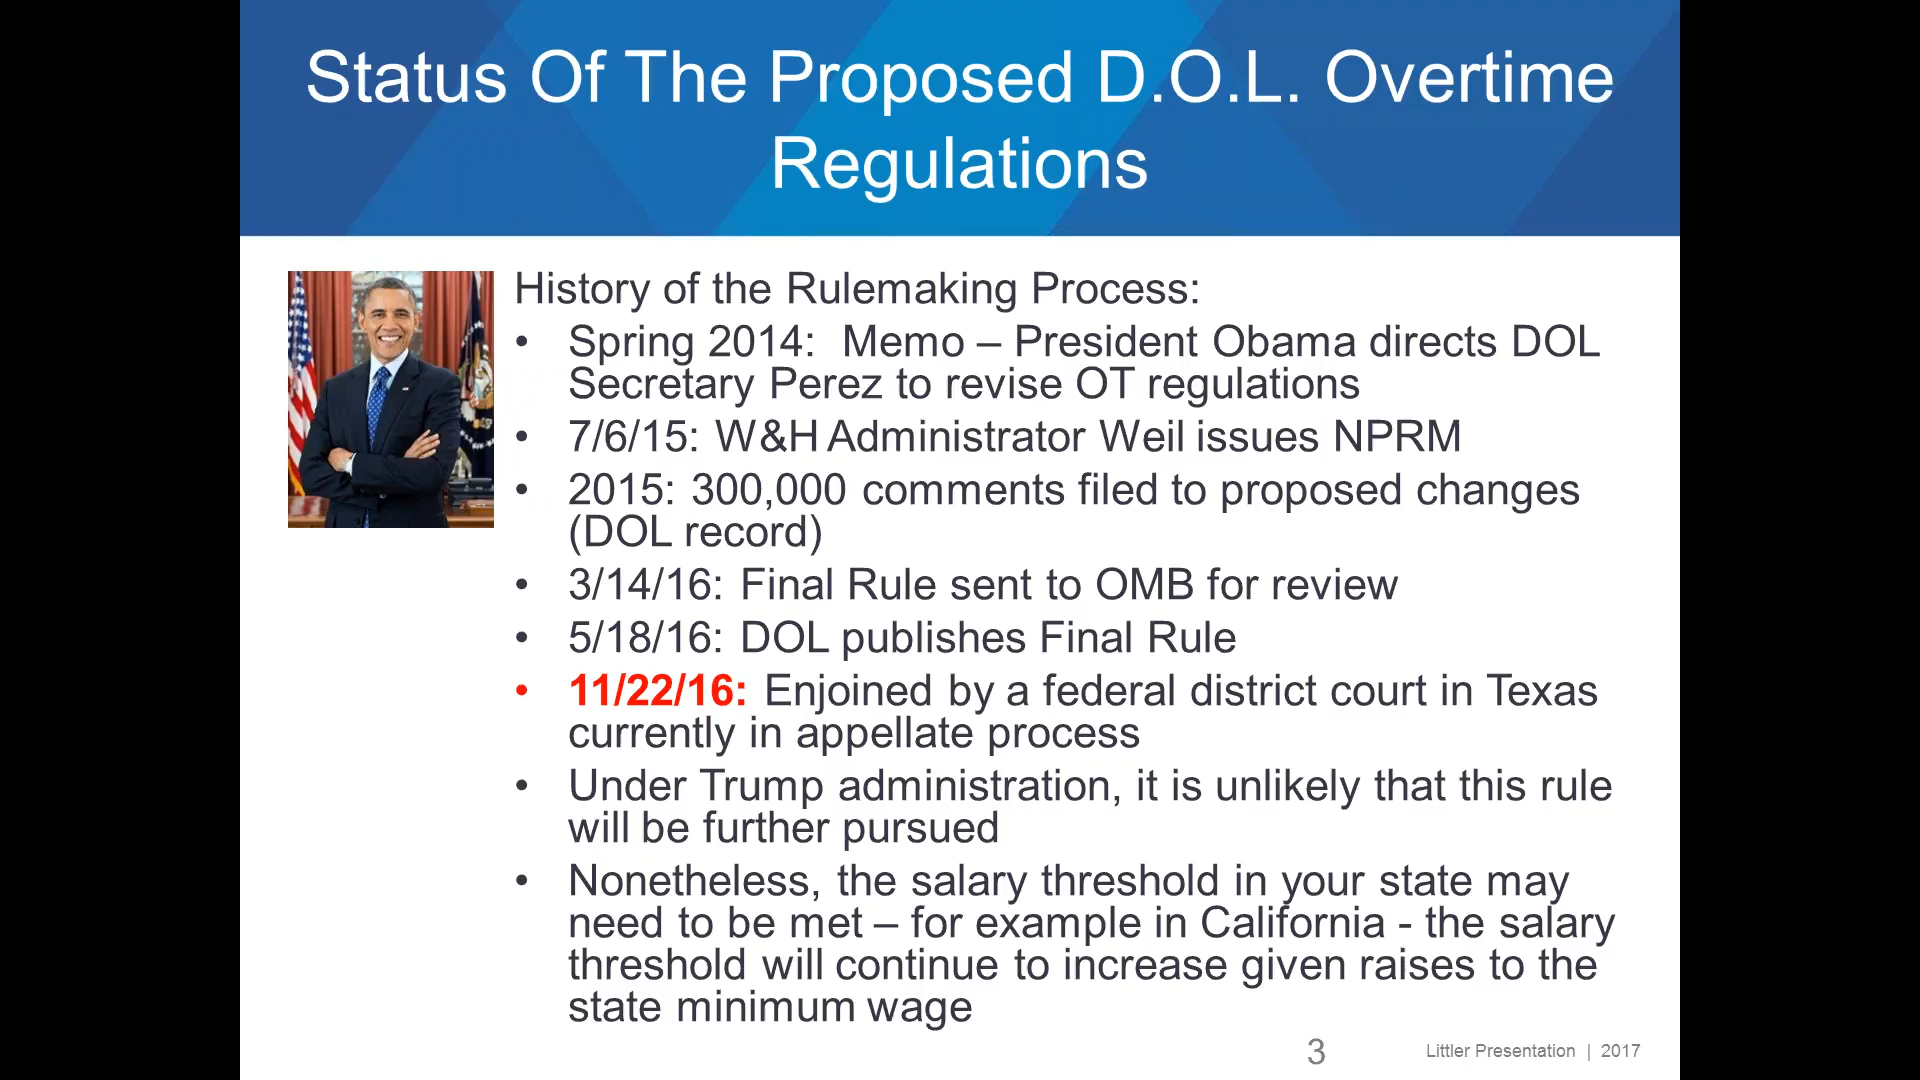 Status Of The Proposed D.O.L. Overtime
Regulations
History of the Rulemaking Process:
• Spring 2014:  Memo – President Obama directs DOL
Secretary Perez to revise OT regulations
• 7/6/15: W&H Administrator Weil issues NPRM
• 2015: 300,000 comments filed to proposed changes
(DOL record)
• 3/14/16: Final Rule sent to OMB for review
• 5/18/16: DOL publishes Final Rule
• 11/22/16: Enjoined by a federal district court in Texas
currently in appellate process
• Under Trump administration, it is unlikely that this rule
will be further pursued
• Nonetheless, the salary threshold in your state may
need to be met – for example in California - the salary
threshold will continue to increase given raises to the
state minimum wage
3
Littler Presentation | 2017